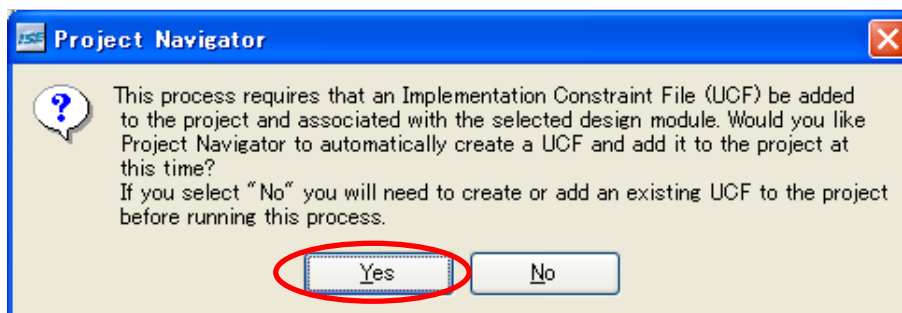 ISE Project Navigator
This process requires that an Implementation Constraint File (UCF) be added
to the project and associated with the selected design module. Would you like
Project Navigator to automatically create a UCF and add it to the project at
this time?
If you select "No" you will need to create or add an existing UCF to the project
before running this process.
Yes No